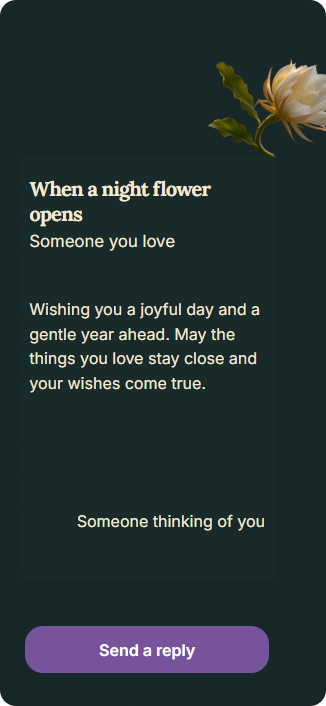 When a night flower
opens
Someone you love
Wishing you a joyful day and a
gentle year ahead. May the
things you love stay close and
your wishes come true.
Someone thinking of you
Send a reply